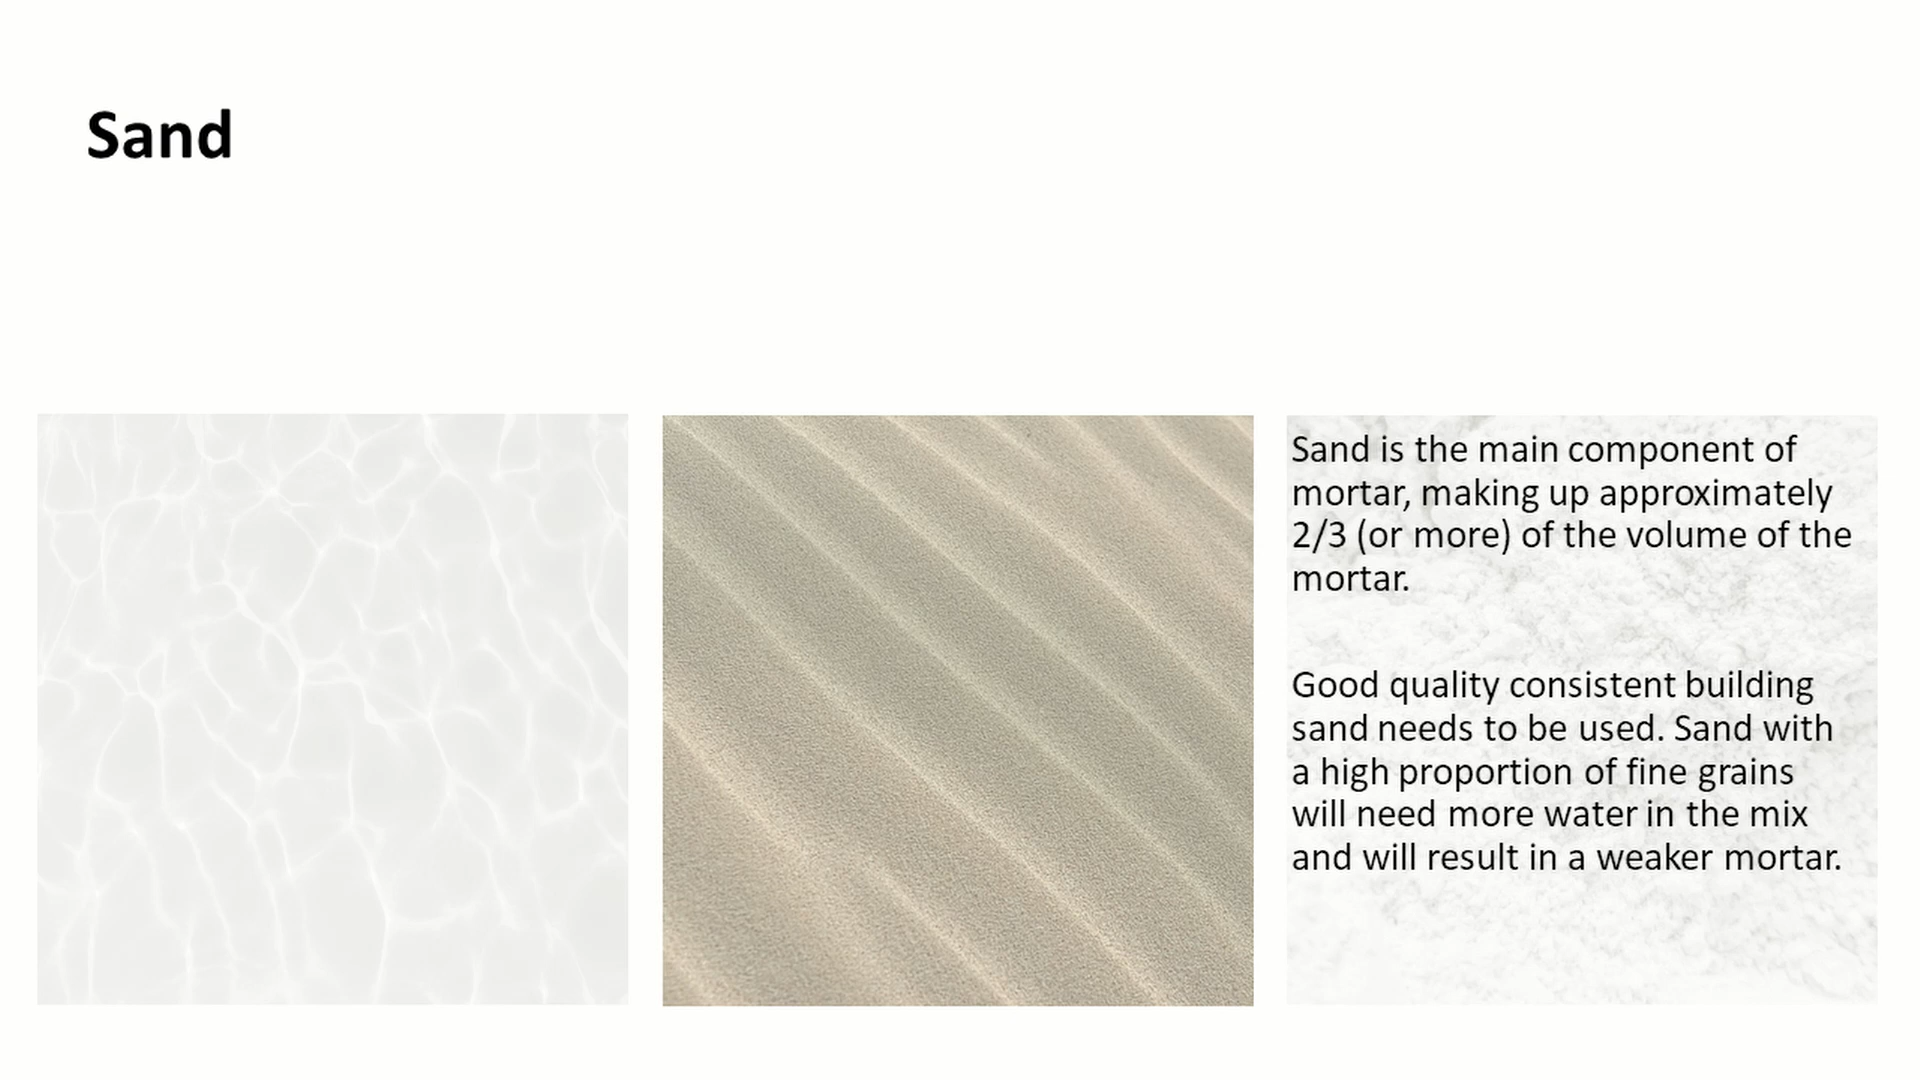 Sand
Sand is the main component of
mortar, making up approximately
2/3 (or more) of the volume of the
mortar.
Good quality consistent building
sand needs to be used. Sand with
a high proportion of fine grains
will need more water in the mix
and will result in a weaker mortar.